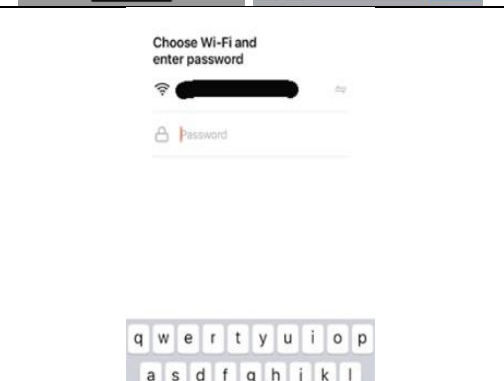 Choose Wi-Fi and
enter password
Password
q w e r t y u i o p
a s d f g h j k l